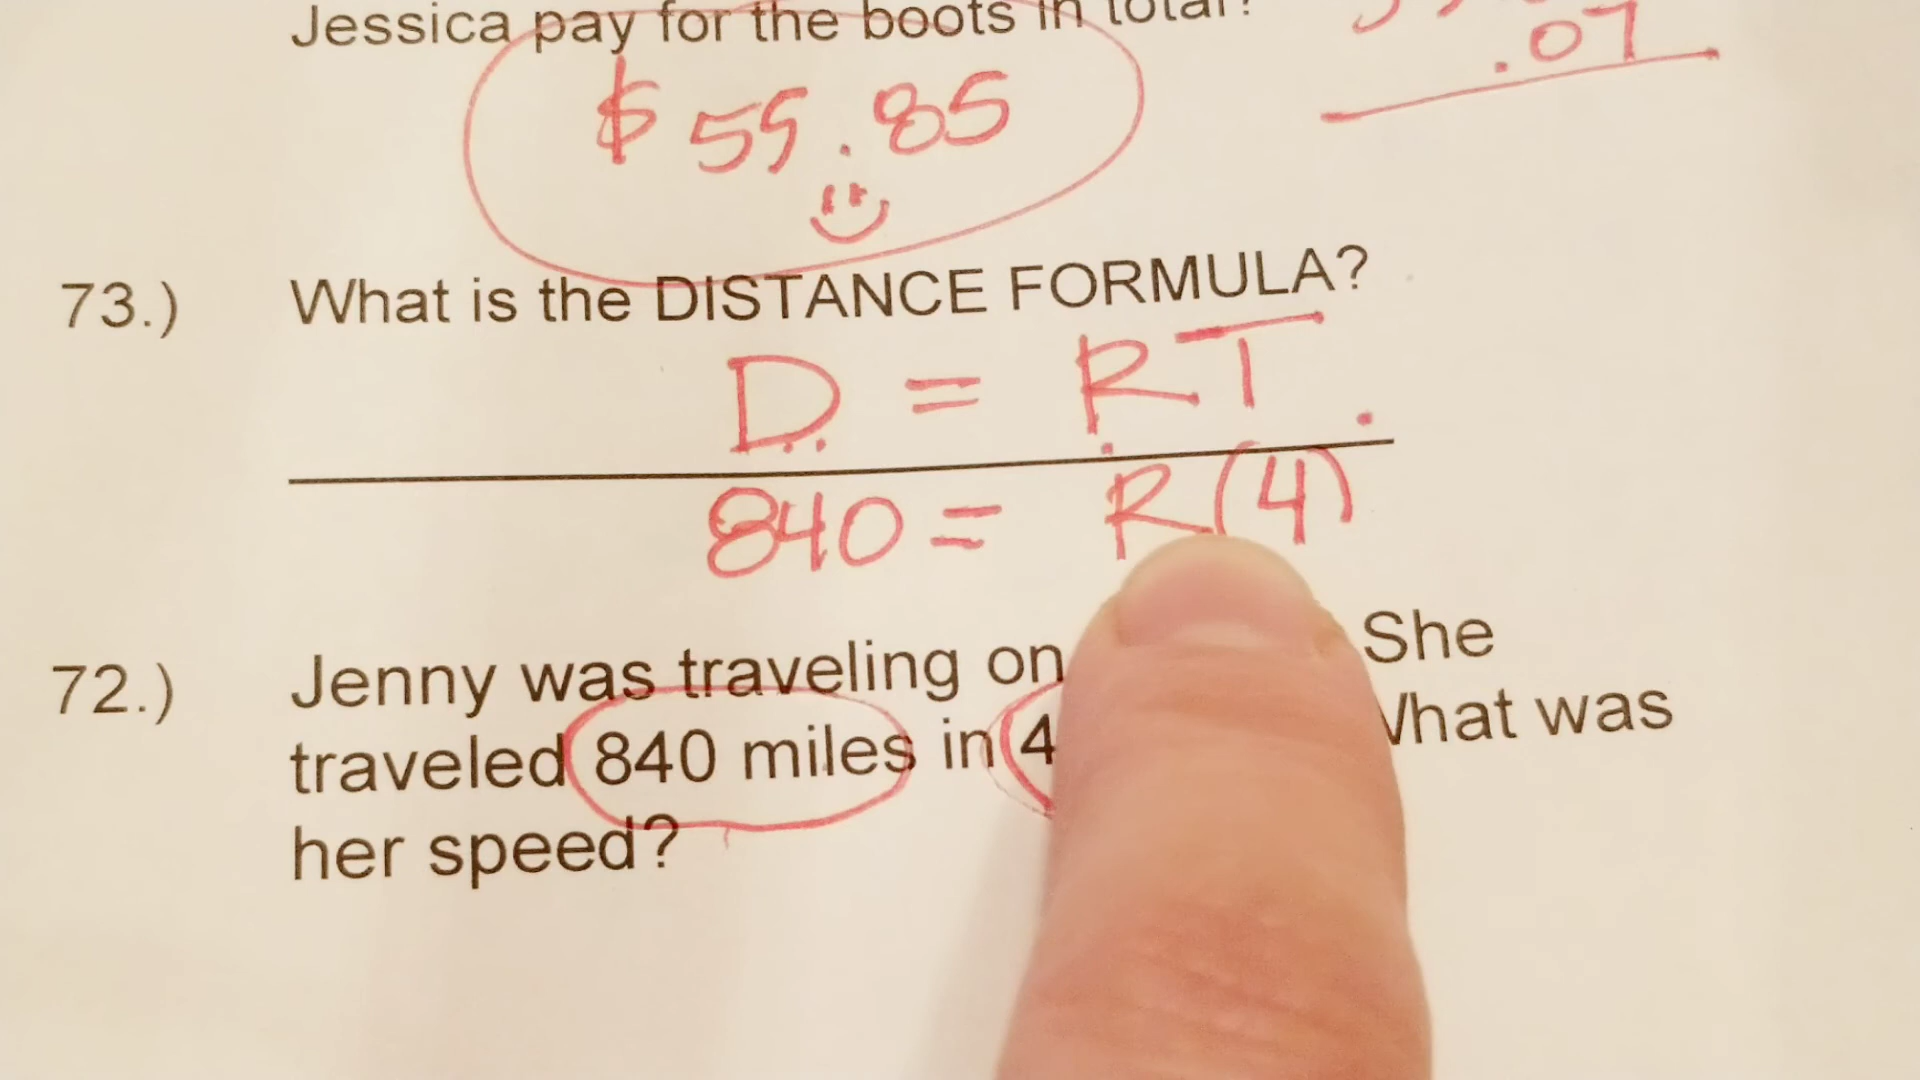 Jessica pay for the boots in total?
.07
$ 59.85
73.) What is the DISTANCE FORMULA?
D = RT
840 = R(4)
72.) Jenny was traveling on She
traveled 840 miles in 4 What was
her speed?